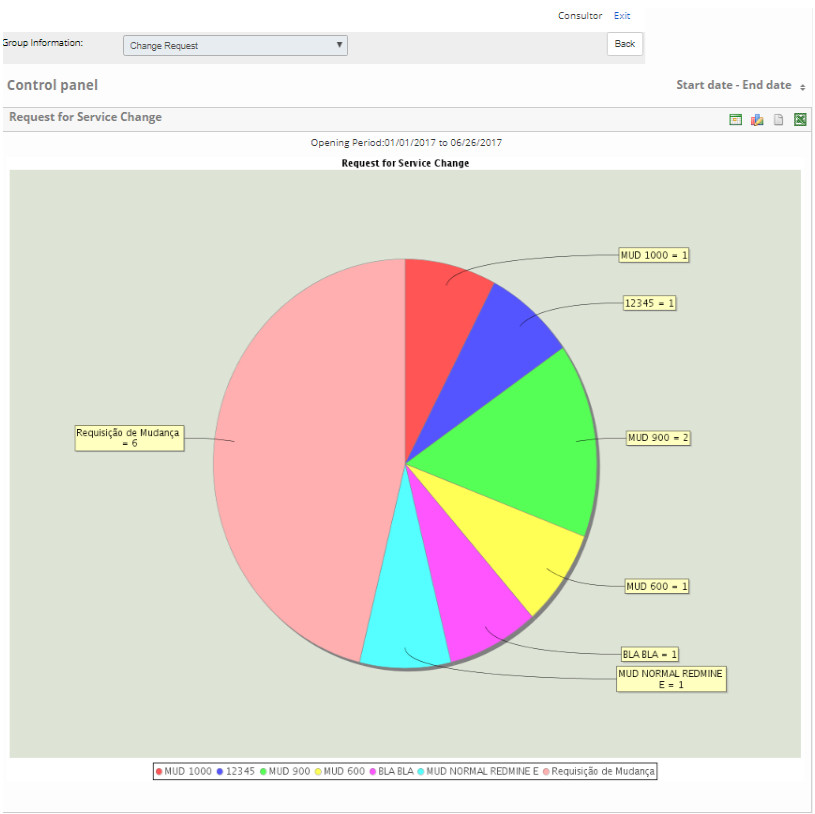 Consultor Exit
Group Information: Change Request Back
Control panel Start date - End date
Request for Service Change
Opening Period:01/01/2017 to 06/26/2017
Request for Service Change
MUD 1000 = 1
12345 = 1
Requisição de Mudança
= 6
MUD 900 = 2
MUD 600 = 1
BLA BLA = 1
MUD NORMAL REDMINE
E = 1
MUD 1000 12345 MUD 900 MUD 600 BLA BLA MUD NORMAL REDMINE E Requisição de Mudança